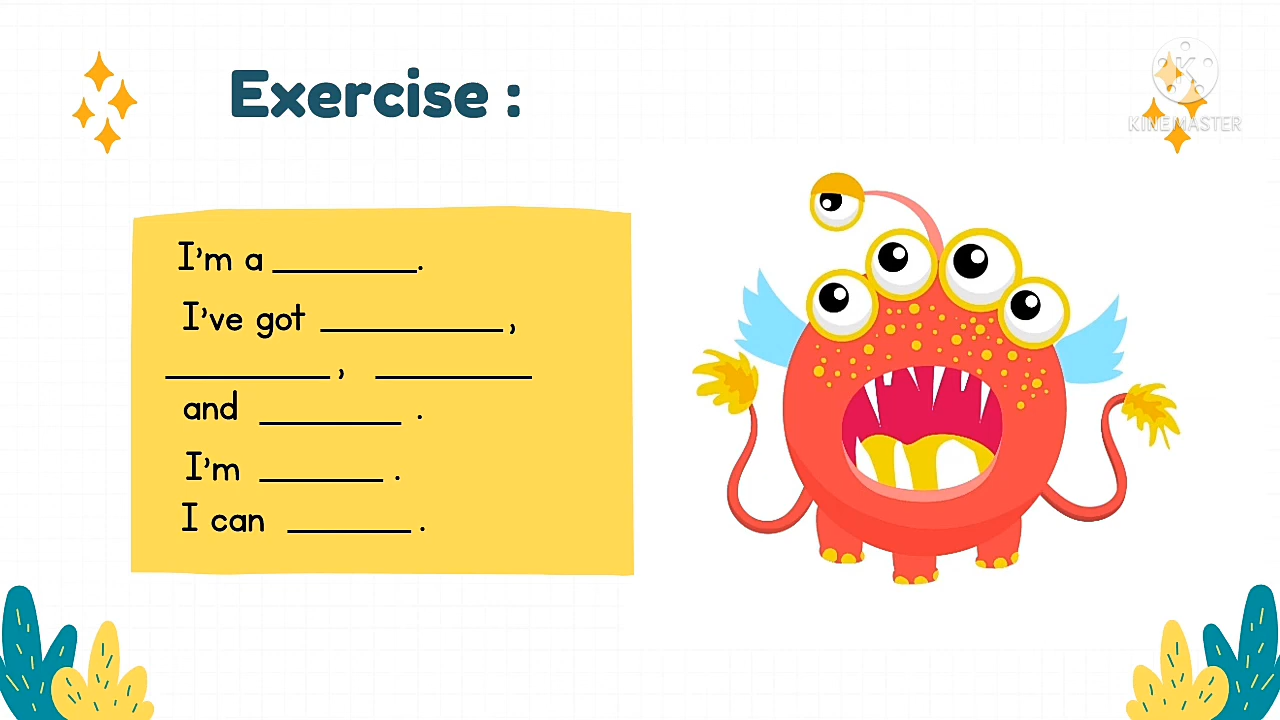 Exercise :
KINEMASTER
I'm a ________.
I've got __________,
_________, _________
and ________ .
I'm _______ .
I can _______ .